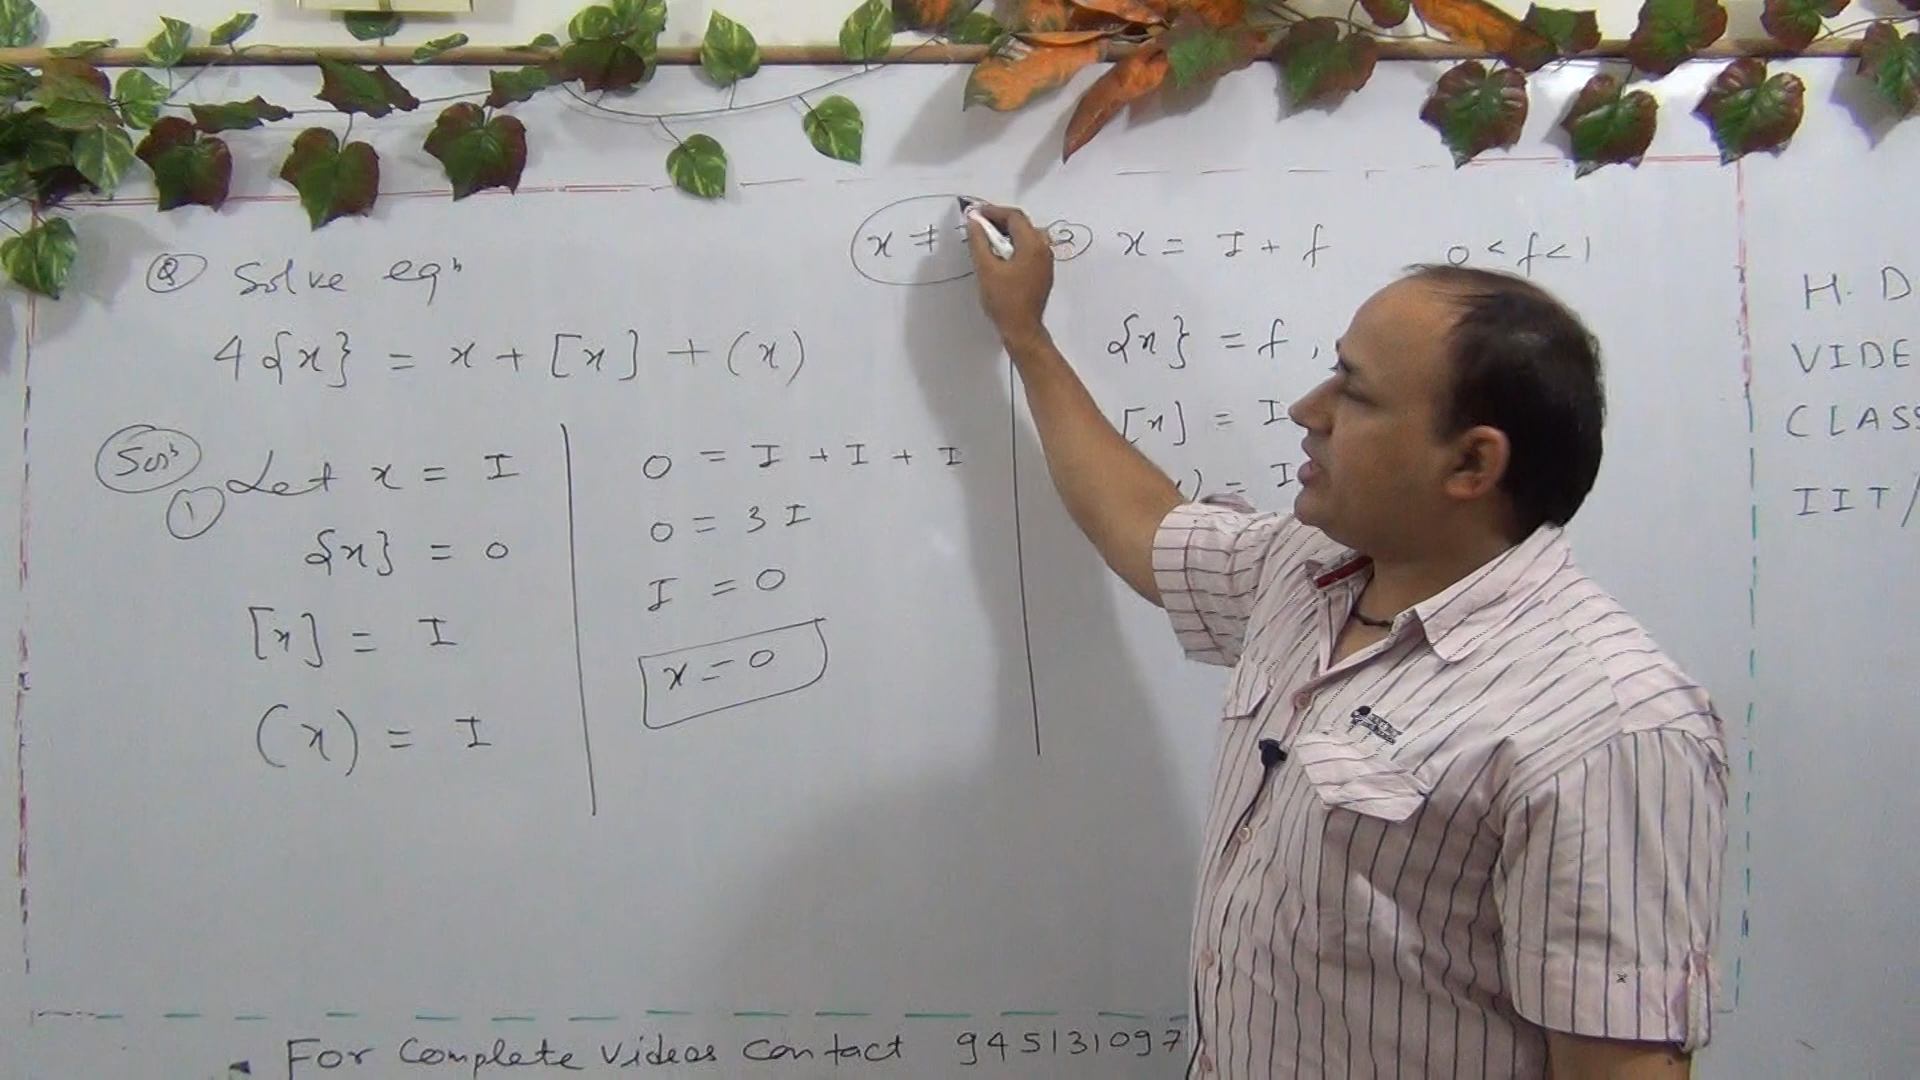 Q Solve eqⁿ
4{x} = x + [x] + (x)
Solⁿ
① Let x = I
{x} = 0
[x] = I
(x) = I
0 = I + I + I
0 = 3I
I = 0
x = 0
x ≠
② x = I + f 0 < f < 1
{x} = f,
[x] = I
) = I
H. D
VIDE
CLASS
IIT/
For Complete Videos Contact 945131097